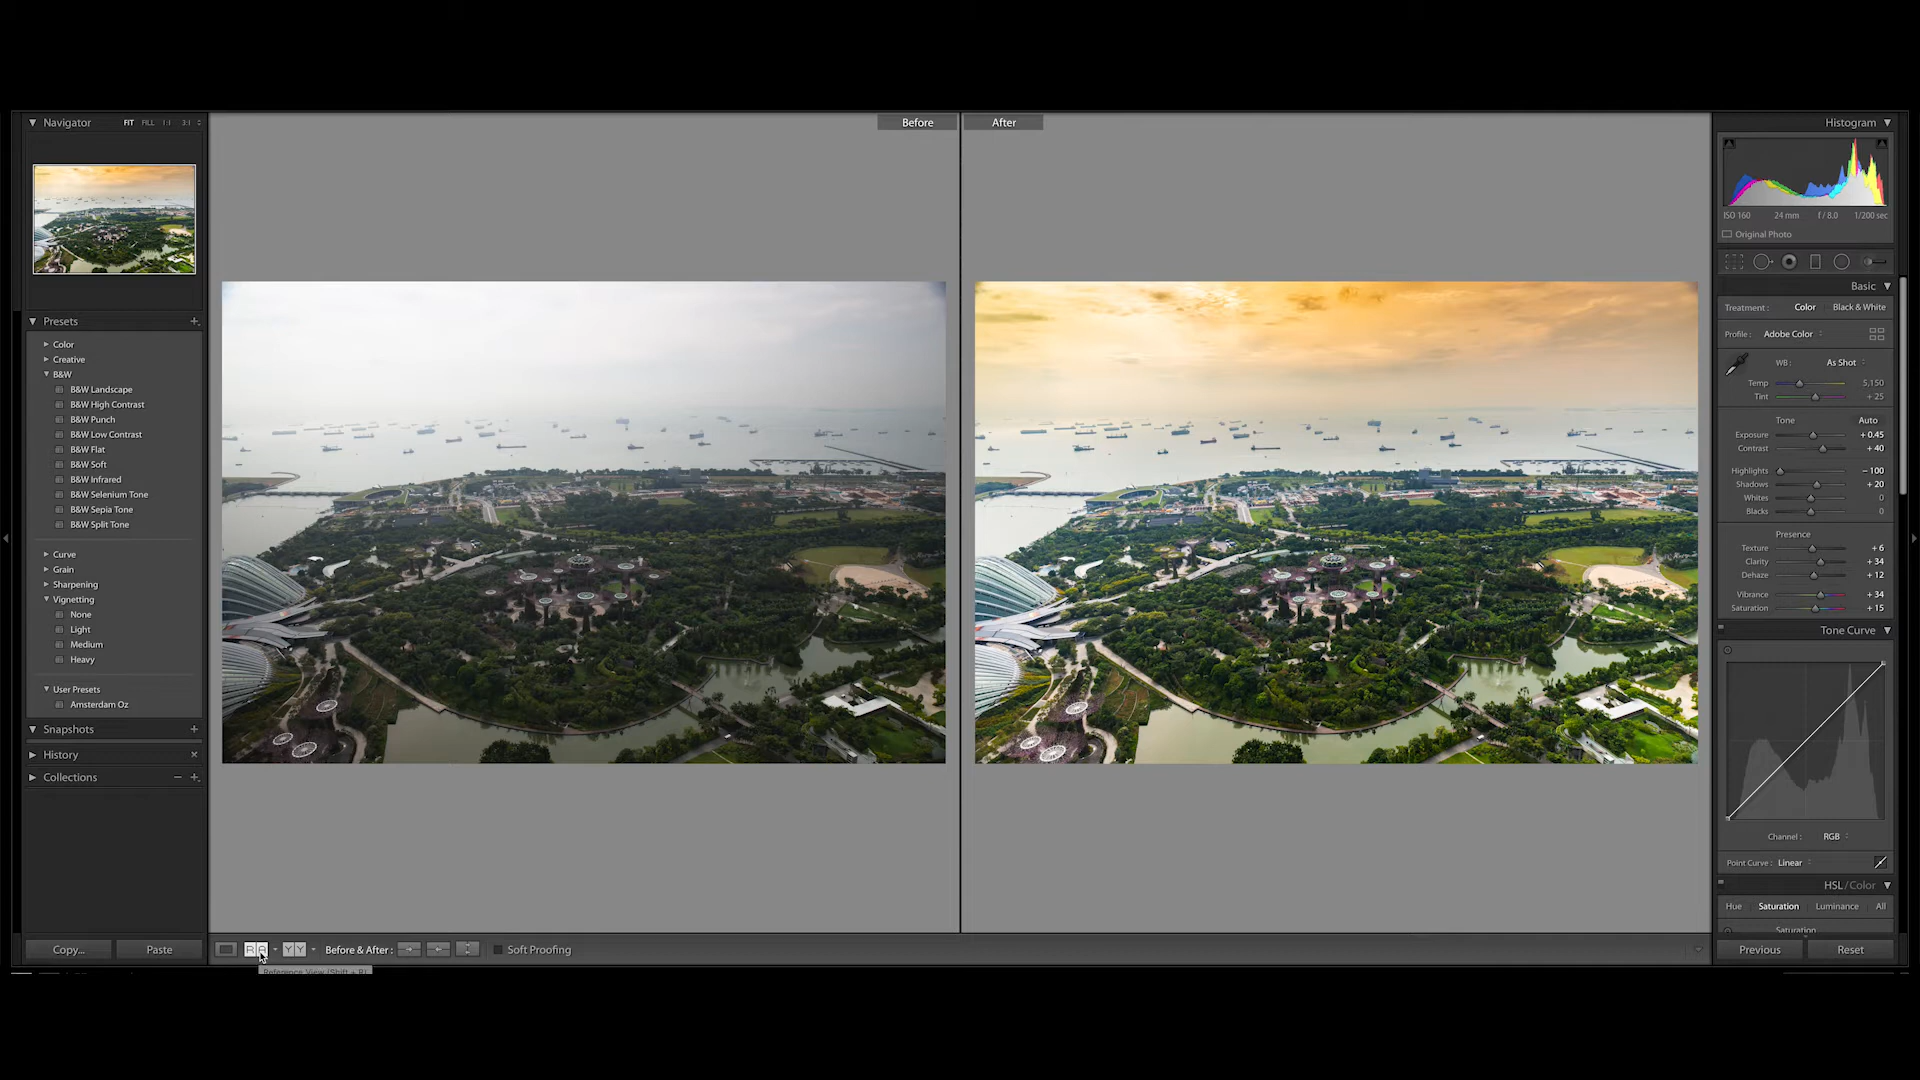 Navigator FIT FILL 1:1 3:1
Presets
Color
Creative
B&W
B&W Landscape
B&W High Contrast
B&W Punch
B&W Low Contrast
B&W Flat
B&W Soft
B&W Infrared
B&W Selenium Tone
B&W Sepia Tone
B&W Split Tone
Curve
Grain
Sharpening
Vignetting
None
Light
Medium
Heavy
User Presets
Amsterdam Oz
Snapshots
History
Collections
Copy... Paste
Before After
R A Y Y Before & After : Soft Proofing
Reference View (Shift + R)
Histogram
ISO 160 24 mm f / 8.0 1/200 sec
Original Photo
Basic
Treatment : Color Black & White
Profile : Adobe Color
WB : As Shot
Temp 5,150
Tint + 25
Tone Auto
Exposure + 0.45
Contrast + 40
Highlights – 100
Shadows + 20
Whites 0
Blacks 0
Presence
Texture + 6
Clarity + 34
Dehaze + 12
Vibrance + 34
Saturation + 15
Tone Curve
Channel : RGB
Point Curve : Linear
HSL / Color
Hue Saturation Luminance All
Saturation
Previous Reset